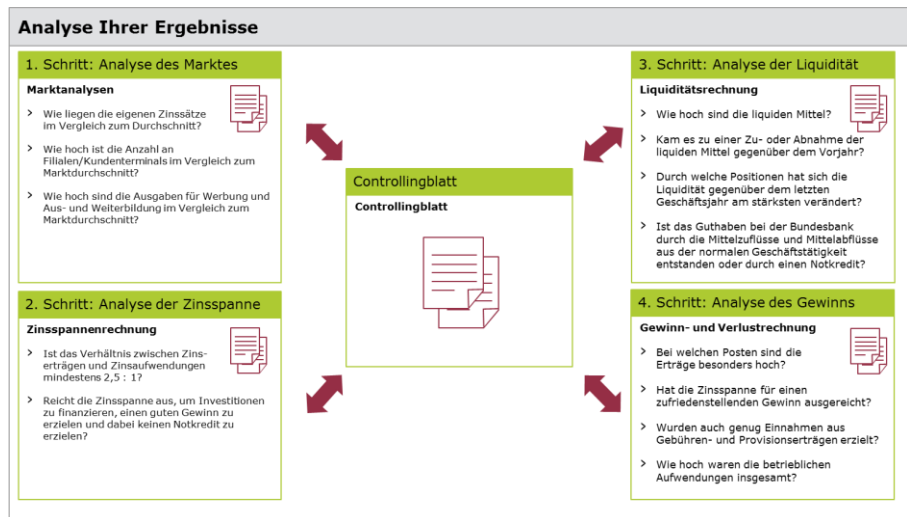 Analyse Ihrer Ergebnisse
1. Schritt: Analyse des Marktes
Marktanalysen
> Wie liegen die eigenen Zinssätze
im Vergleich zum Durchschnitt?
> Wie hoch ist die Anzahl an
Filialen/Kundenterminals im Vergleich zum
Marktdurchschnitt?
> Wie hoch sind die Ausgaben für Werbung und
Aus- und Weiterbildung im Vergleich zum
Marktdurchschnitt?
2. Schritt: Analyse der Zinsspanne
Zinsspannenrechnung
> Ist das Verhältnis zwischen Zins-
erträgen und Zinsaufwendungen
mindestens 2,5 : 1?
> Reicht die Zinsspanne aus, um Investitionen
zu finanzieren, einen guten Gewinn zu
erzielen und dabei keinen Notkredit zu
erzielen?
Controllingblatt
Controllingblatt
3. Schritt: Analyse der Liquidität
Liquiditätsrechnung
> Wie hoch sind die liquiden Mittel?
> Kam es zu einer Zu- oder Abnahme der
liquiden Mittel gegenüber dem Vorjahr?
> Durch welche Positionen hat sich die
Liquidität gegenüber dem letzten
Geschäftsjahr am stärksten verändert?
> Ist das Guthaben bei der Bundesbank
durch die Mittelzuflüsse und Mittelabflüsse
aus der normalen Geschäftstätigkeit
entstanden oder durch einen Notkredit?
4. Schritt: Analyse des Gewinns
Gewinn- und Verlustrechnung
> Bei welchen Posten sind die
Erträge besonders hoch?
> Hat die Zinsspanne für einen
zufriedenstellenden Gewinn ausgereicht?
> Wurden auch genug Einnahmen aus
Gebühren- und Provisionserträgen erzielt?
> Wie hoch waren die betrieblichen
Aufwendungen insgesamt?